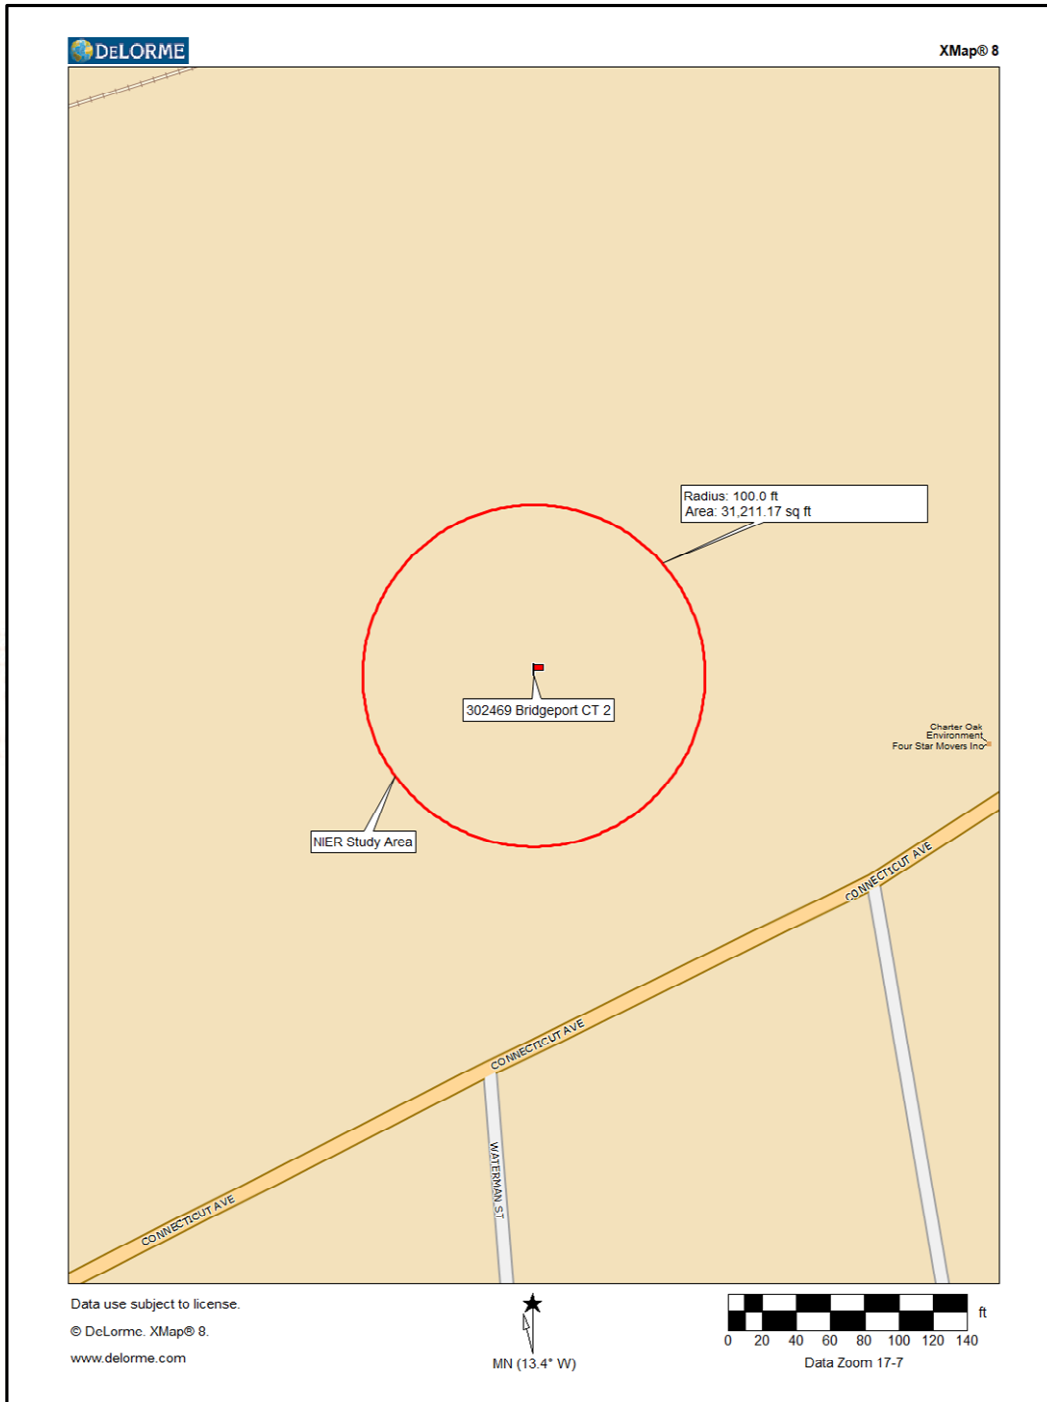 DELORME
XMap® 8
Radius: 100.0 ft
Area: 31,211.17 sq ft
302469 Bridgeport CT 2
Charter Oak
Environment
Four Star Movers Inc
NIER Study Area
CONNECTICUT AVE
CONNECTICUT AVE
WATERMAN ST
CONNECTICUT AVE
Data use subject to license.
© DeLorme. XMap® 8.
www.delorme.com
MN (13.4° W)
ft
0 20 40 60 80 100 120 140
Data Zoom 17-7